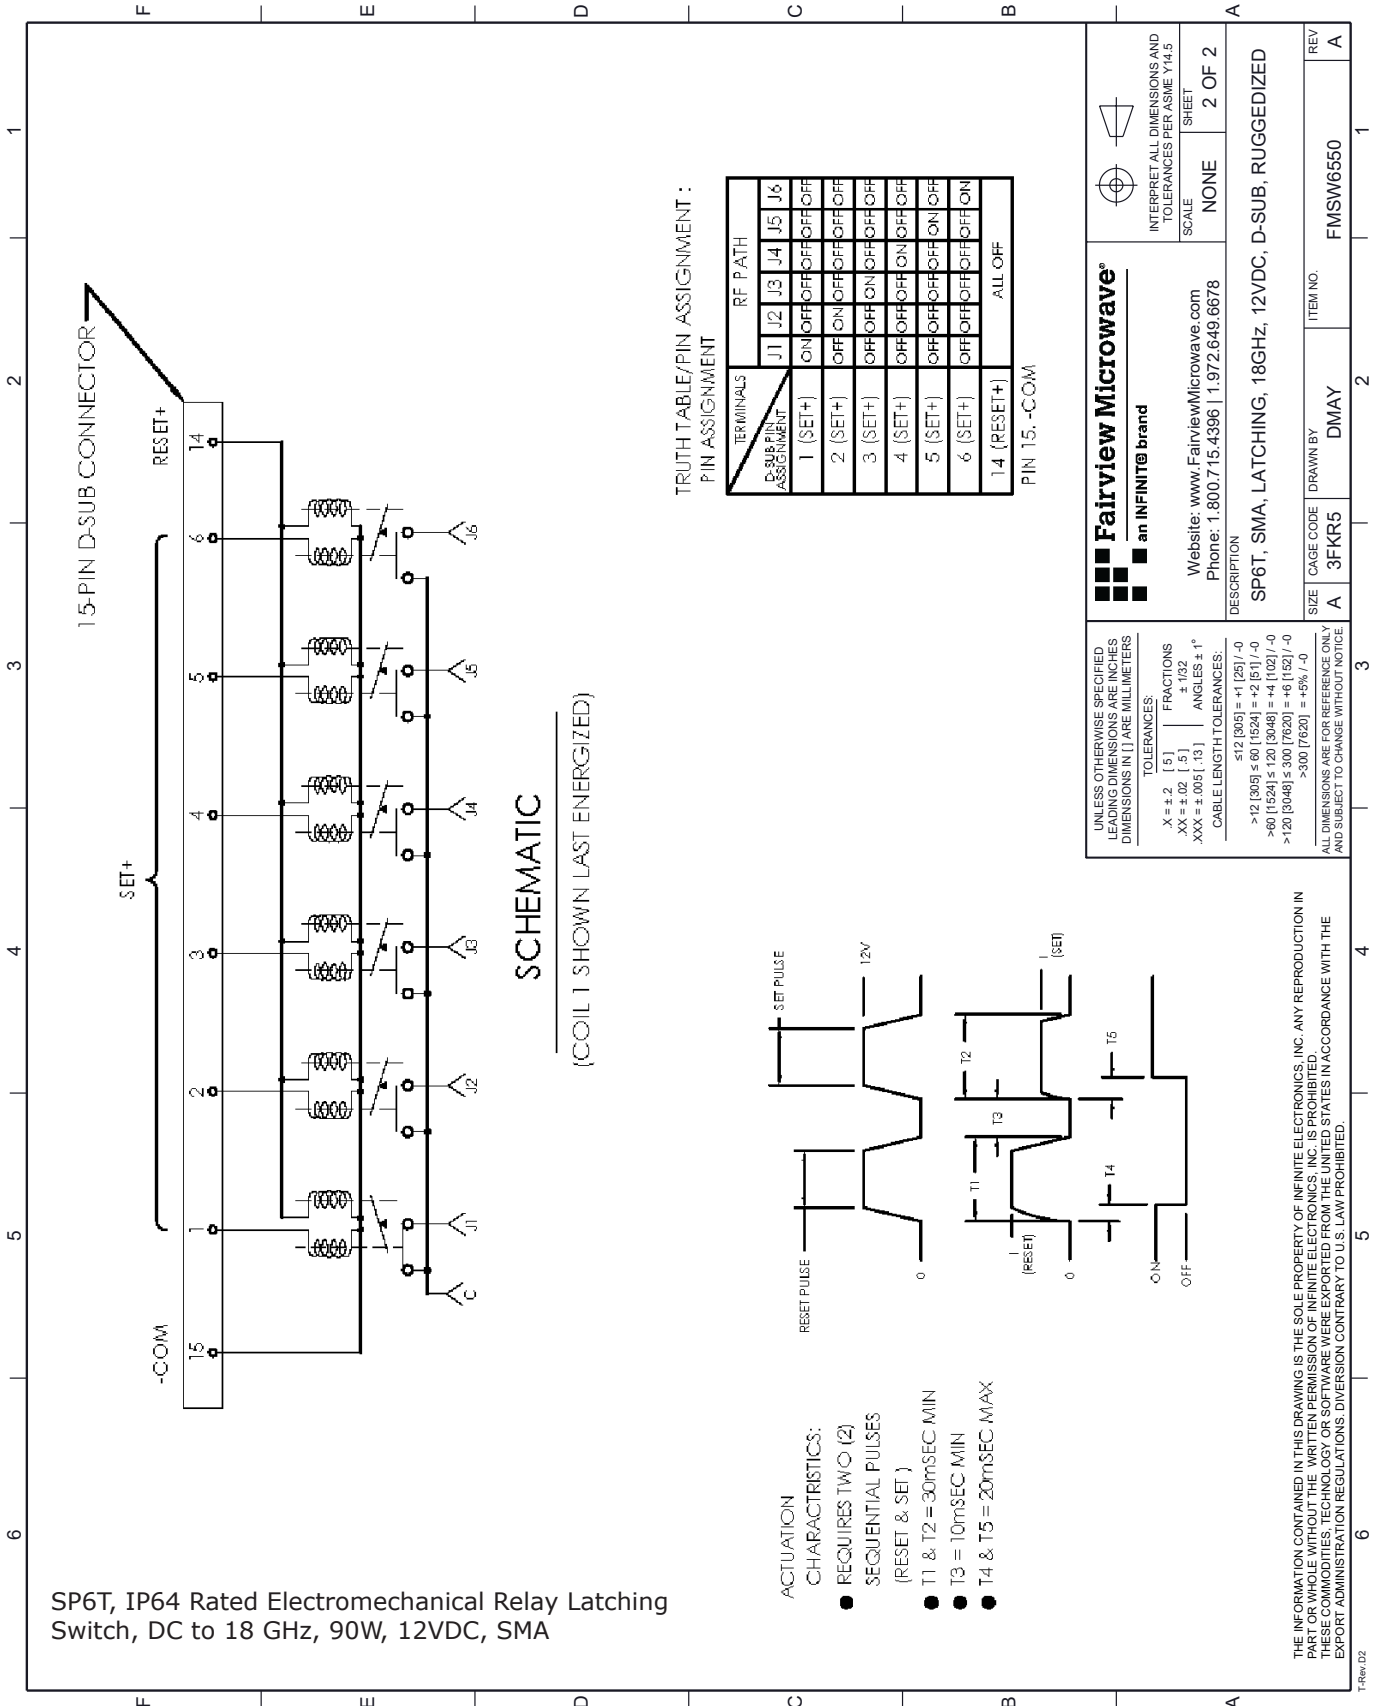 6
5
4
3
2
1
F
E
D
C
B
A
15-PIN D-SUB CONNECTOR
-COM
SET+
RESET+
15
1
2
3
4
5
6
14
C
J1
J2
J3
J4
J5
J6
SCHEMATIC
(COIL 1 SHOWN LAST ENERGIZED)
ACTUATION
CHARACTRISTICS:
● REQUIRES TWO (2)
SEQUENTIAL PULSES
(RESET & SET )
● T1 & T2 = 30mSEC MIN
● T3 = 10mSEC MIN
● T4 & T5 = 20mSEC MAX
RESET PULSE
SET PULSE
12V
0
I
(RESET)
T1
T3
T2
I
(SET)
0
ON
OFF
T4
T5
TRUTH TABLE/PIN ASSIGNMENT :
PIN ASSIGNMENT
TERMINALS
D-SUB PIN
ASSIGNMENT
RF PATH
J1 J2 J3 J4 J5 J6
1 (SET+) ON OFF OFF OFF OFF OFF
2 (SET+) OFF ON OFF OFF OFF OFF
3 (SET+) OFF OFF ON OFF OFF OFF
4 (SET+) OFF OFF OFF ON OFF OFF
5 (SET+) OFF OFF OFF OFF ON OFF
6 (SET+) OFF OFF OFF OFF OFF ON
14 (RESET+) ALL OFF
PIN 15. -COM
UNLESS OTHERWISE SPECIFIED
LEADING DIMENSIONS ARE INCHES
DIMENSIONS IN [ ] ARE MILLIMETERS
TOLERANCES:
.X = ±.2 [ 5 ] FRACTIONS
.XX = ±.02 [ .5 ] ± 1/32
.XXX = ±.005 [ .13 ] ANGLES ± 1°
CABLE LENGTH TOLERANCES:
≤12 [305] = +1 [25] / -0
>12 [305] ≤ 60 [1524] = +2 [51] / -0
>60 [1524] ≤ 120 [3048] = +4 [102] / -0
>120 [3048] ≤ 300 [7620] = +6 [152] / -0
>300 [7620] = +5% / -0
ALL DIMENSIONS ARE FOR REFERENCE ONLY
AND SUBJECT TO CHANGE WITHOUT NOTICE.
Fairview Microwave®
an INFINIT@ brand
Website: www.FairviewMicrowave.com
Phone: 1.800.715.4396 | 1.972.649.6678
INTERPRET ALL DIMENSIONS AND
TOLERANCES PER ASME Y14.5
SCALE
NONE
SHEET
2 OF 2
DESCRIPTION
SP6T, SMA, LATCHING, 18GHz, 12VDC, D-SUB, RUGGEDIZED
SIZE
A
CAGE CODE
3FKR5
DRAWN BY
DMAY
ITEM NO.
FMSW6550
REV
A
THE INFORMATION CONTAINED IN THIS DRAWING IS THE SOLE PROPERTY OF INFINITE ELECTRONICS, INC. ANY REPRODUCTION IN
PART OR WHOLE WITHOUT THE WRITTEN PERMISSION OF INFINITE ELECTRONICS, INC. IS PROHIBITED.
THESE COMMODITIES, TECHNOLOGY OR SOFTWARE WERE EXPORTED FROM THE UNITED STATES IN ACCORDANCE WITH THE
EXPORT ADMINISTRATION REGULATIONS. DIVERSION CONTRARY TO U.S. LAW PROHIBITED.
6
5
4
3
2
1
F
E
D
C
B
A
T-Rev.D2
SP6T, IP64 Rated Electromechanical Relay Latching
Switch, DC to 18 GHz, 90W, 12VDC, SMA